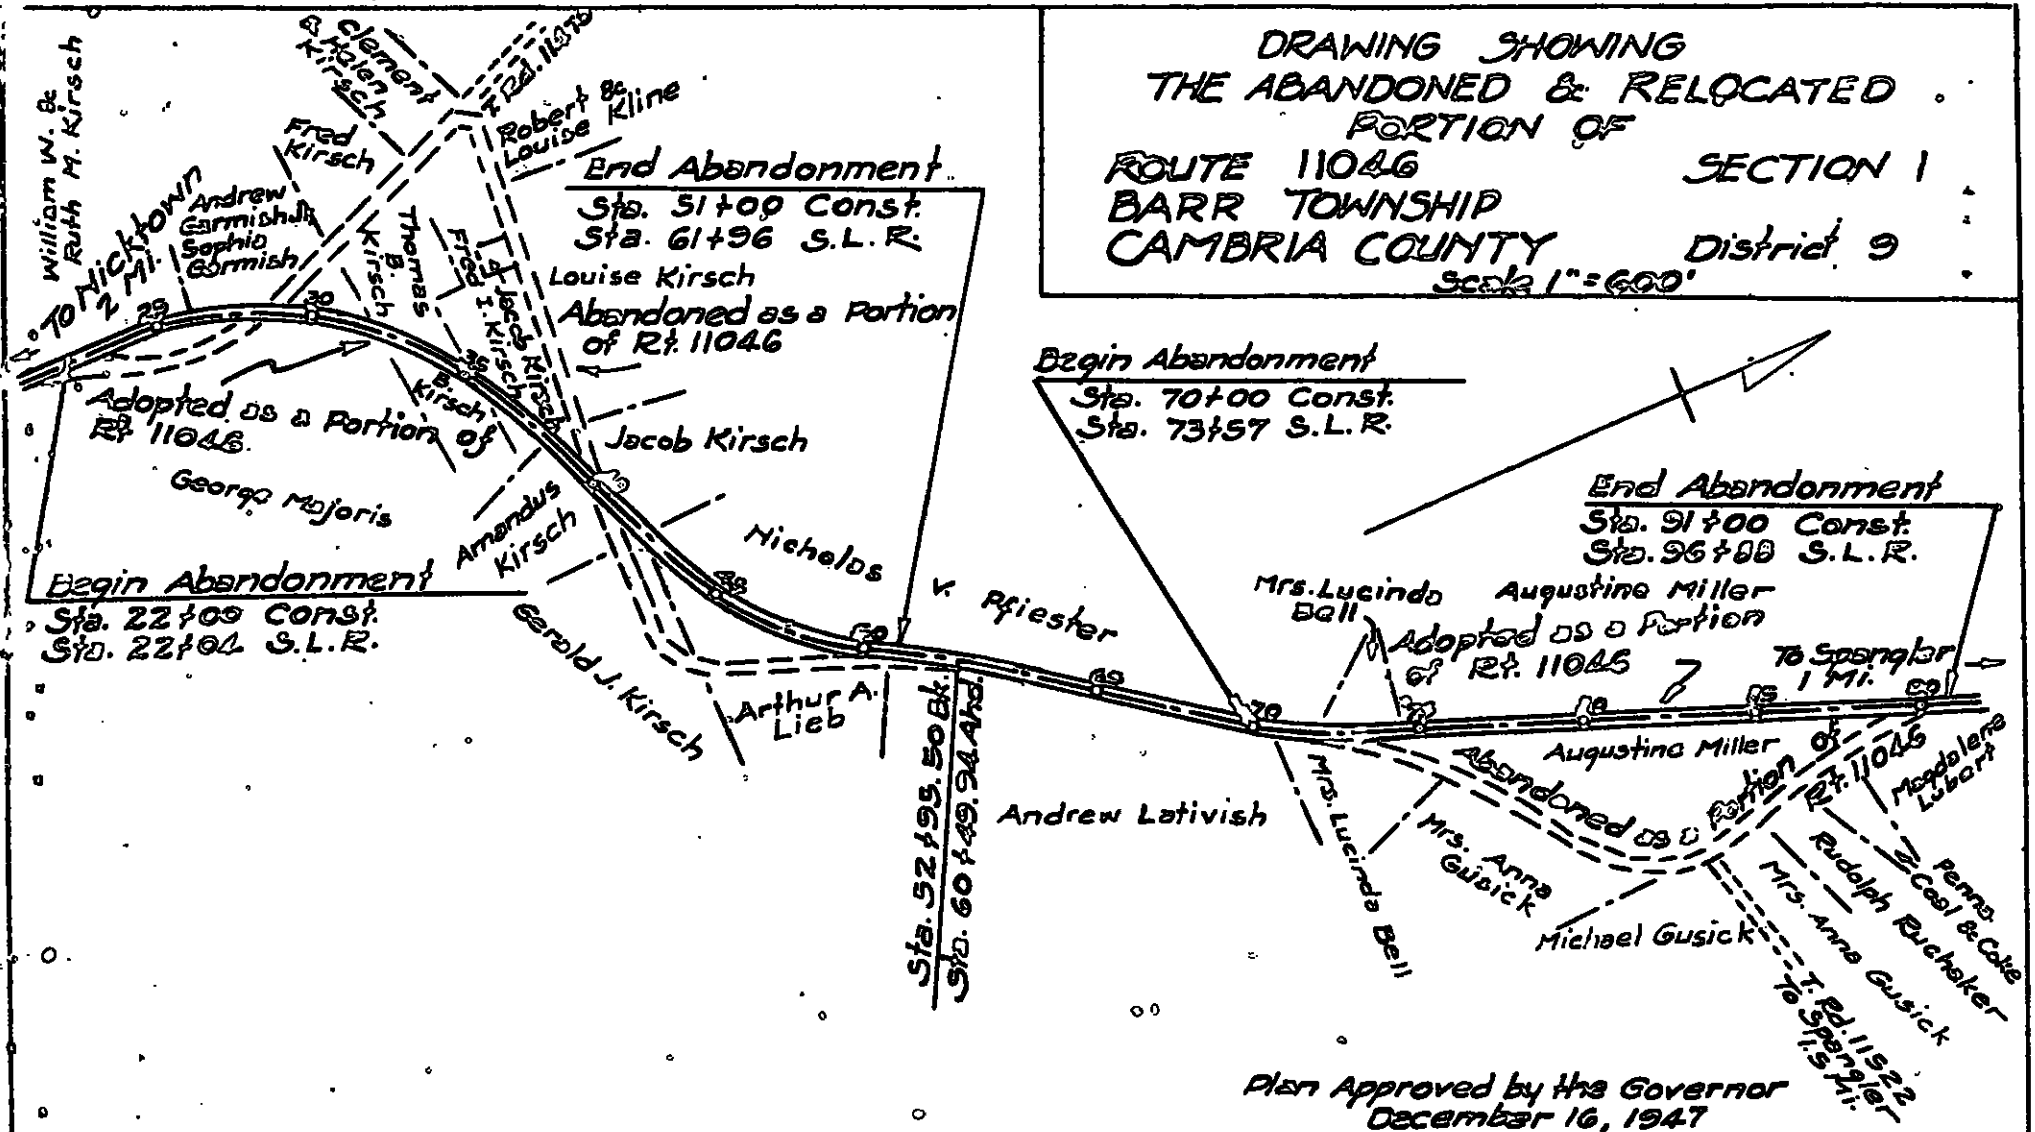 DRAWING SHOWING
THE ABANDONED & RELOCATED
PORTION OF
ROUTE 11046 SECTION 1
BARR TOWNSHIP
CAMBRIA COUNTY District 9
Scale 1"=600'
William W. &
Ruth M. Kirsch
Clement
& Helen
Kirsch
Robert &
Louise Kline
Fred
Kirsch
Andrew
Garmish Jr.
Sophia
Garmish
To Nicktown
2 Mi.
Thomas
B.
Kirsch
Fred I. Kirsch
Jacob Kirsch
End Abandonment
Sta. 51+00 Const.
Sta. 61+96 S.L.R.
Louise Kirsch
Abandoned as a Portion
of Rt. 11046
25
30
35
B.
Kirsch
Adopted as a Portion of
Rt 11046
George Majoris
Jacob Kirsch
Amandus
Kirsch
Begin Abandonment
Sta. 22+09 Const.
Sta. 22+04 S.L.R.
Gerald J. Kirsch
Nicholas V. Pfiester
Arthur A.
Lieb
Sta. 52+95.50 Bk.
Sta. 60+49.94 Ahd.
Andrew Lativish
Begin Abandonment
Sta. 70+00 Const.
Sta. 73+57 S.L.R.
End Abandonment
Sta. 91+00 Const.
Sta. 96+88 S.L.R.
Mrs. Lucinda
Bell
Augustine Miller
Adopted as a Portion
of Rt. 11046
To Spangler
1 Mi.
70
Augustine Miller
Abandoned as a Portion of
Rt. 11046
Magdalene
Lubert
Mrs. Lucinda Bell
Mrs. Anna
Gusick
Michael Gusick
Mrs. Anna Gusick
Rudolph Ruchaker
Penna.
Coal & Coke
T. Rd. 11522
To Spangler
1.5 Mi.
Plan Approved by the Governor
December 16, 1947